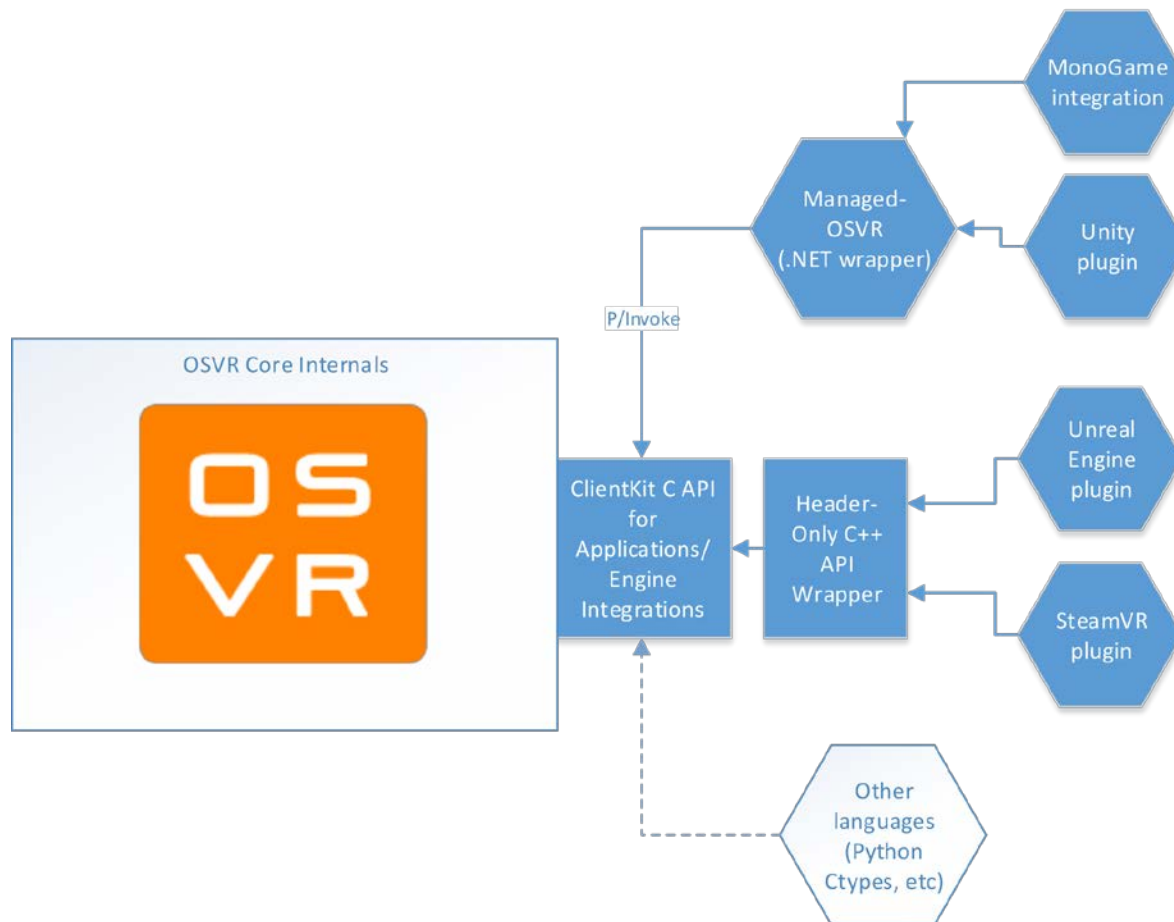 MonoGame
integration
Managed-
OSVR
(.NET wrapper)
Unity
plugin
P/Invoke
OSVR Core Internals
OS
VR
ClientKit C API
for
Applications/
Engine
Integrations
Header-
Only C++
API
Wrapper
Unreal
Engine
plugin
SteamVR
plugin
Other
languages
(Python
Ctypes, etc)